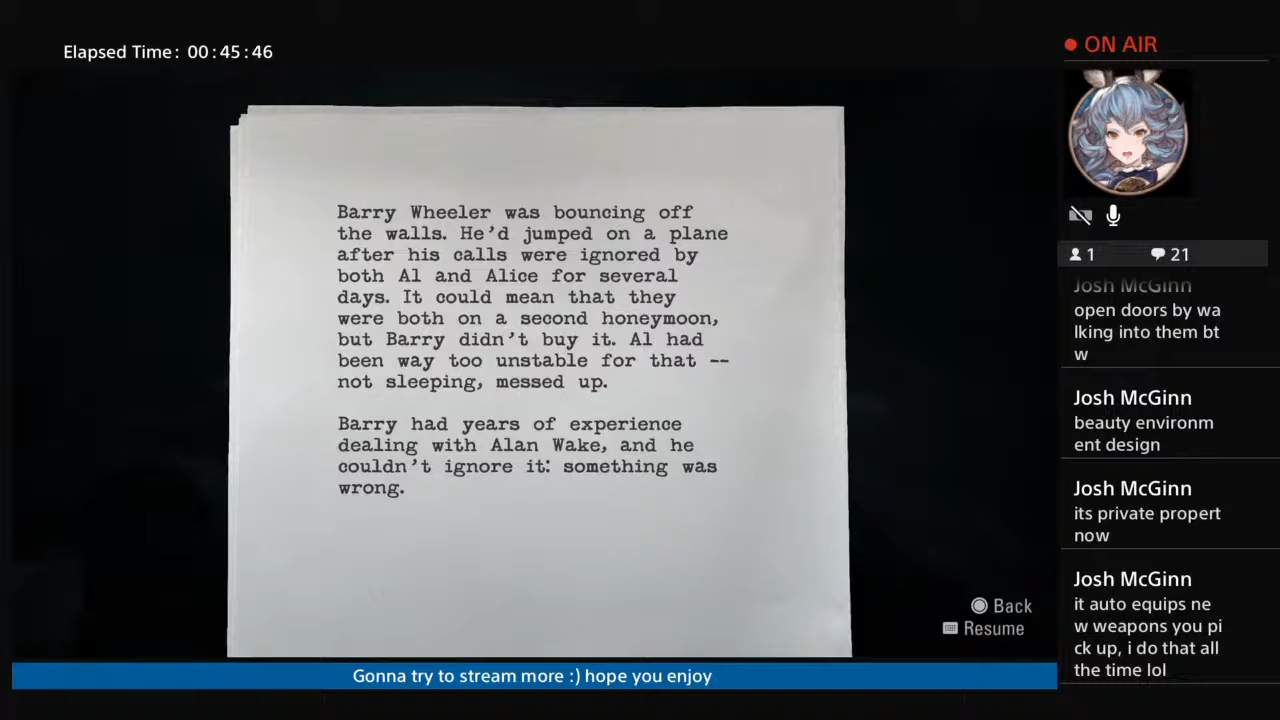 Elapsed Time: 00:45:46
ON AIR
Barry Wheeler was bouncing off
the walls. He'd jumped on a plane
after his calls were ignored by
both Al and Alice for several
days. It could mean that they
were both on a second honeymoon,
but Barry didn't buy it. Al had
been way too unstable for that --
not sleeping, messed up.
Barry had years of experience
dealing with Alan Wake, and he
couldn't ignore it: something was
wrong.
Back
Resume
Gonna try to stream more :) hope you enjoy
1
21
Josh McGinn
open doors by wa
lking into them bt
w
Josh McGinn
beauty environm
ent design
Josh McGinn
its private propert
now
Josh McGinn
it auto equips ne
w weapons you pi
ck up, i do that all
the time lol